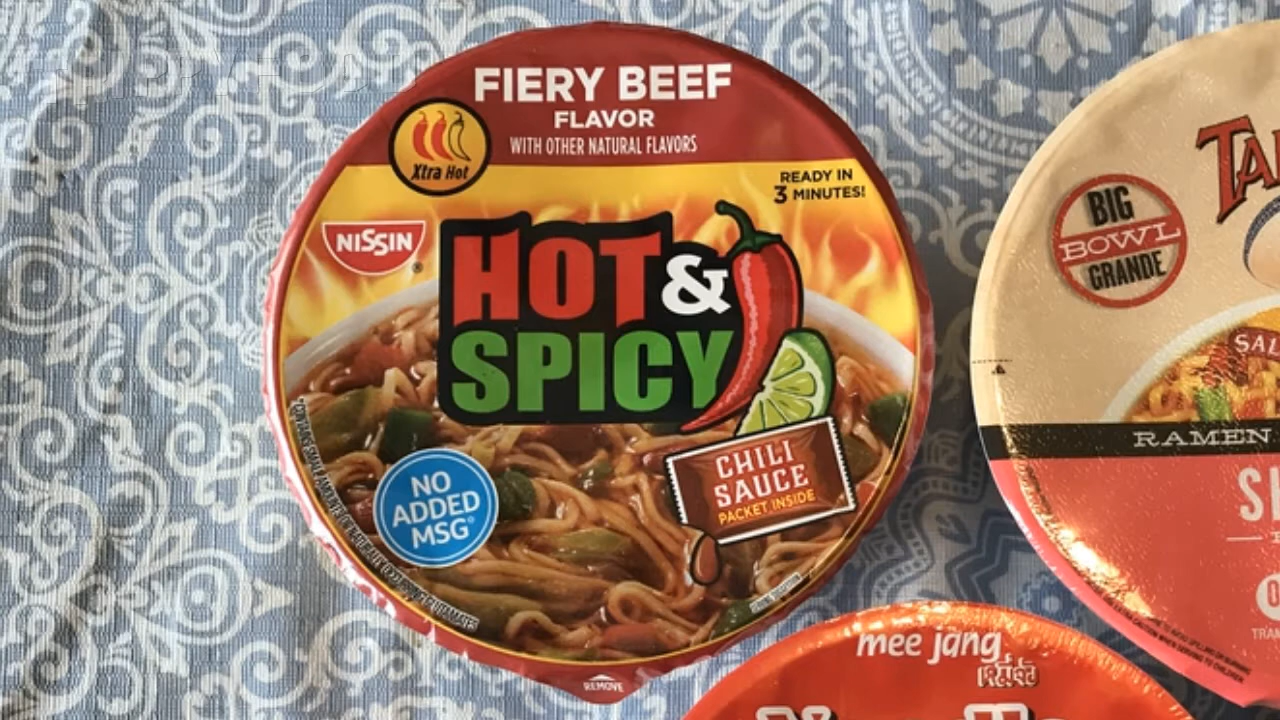 FIERY BEEF
FLAVOR
WITH OTHER NATURAL FLAVORS
Xtra Hot
READY IN
3 MINUTES!
NISSIN
®
HOT &
SPICY
CHILI
SAUCE
PACKET INSIDE
NO
ADDED
MSG
REMOVE
BIG
BOWL
GRANDE
RAMEN
mee jang